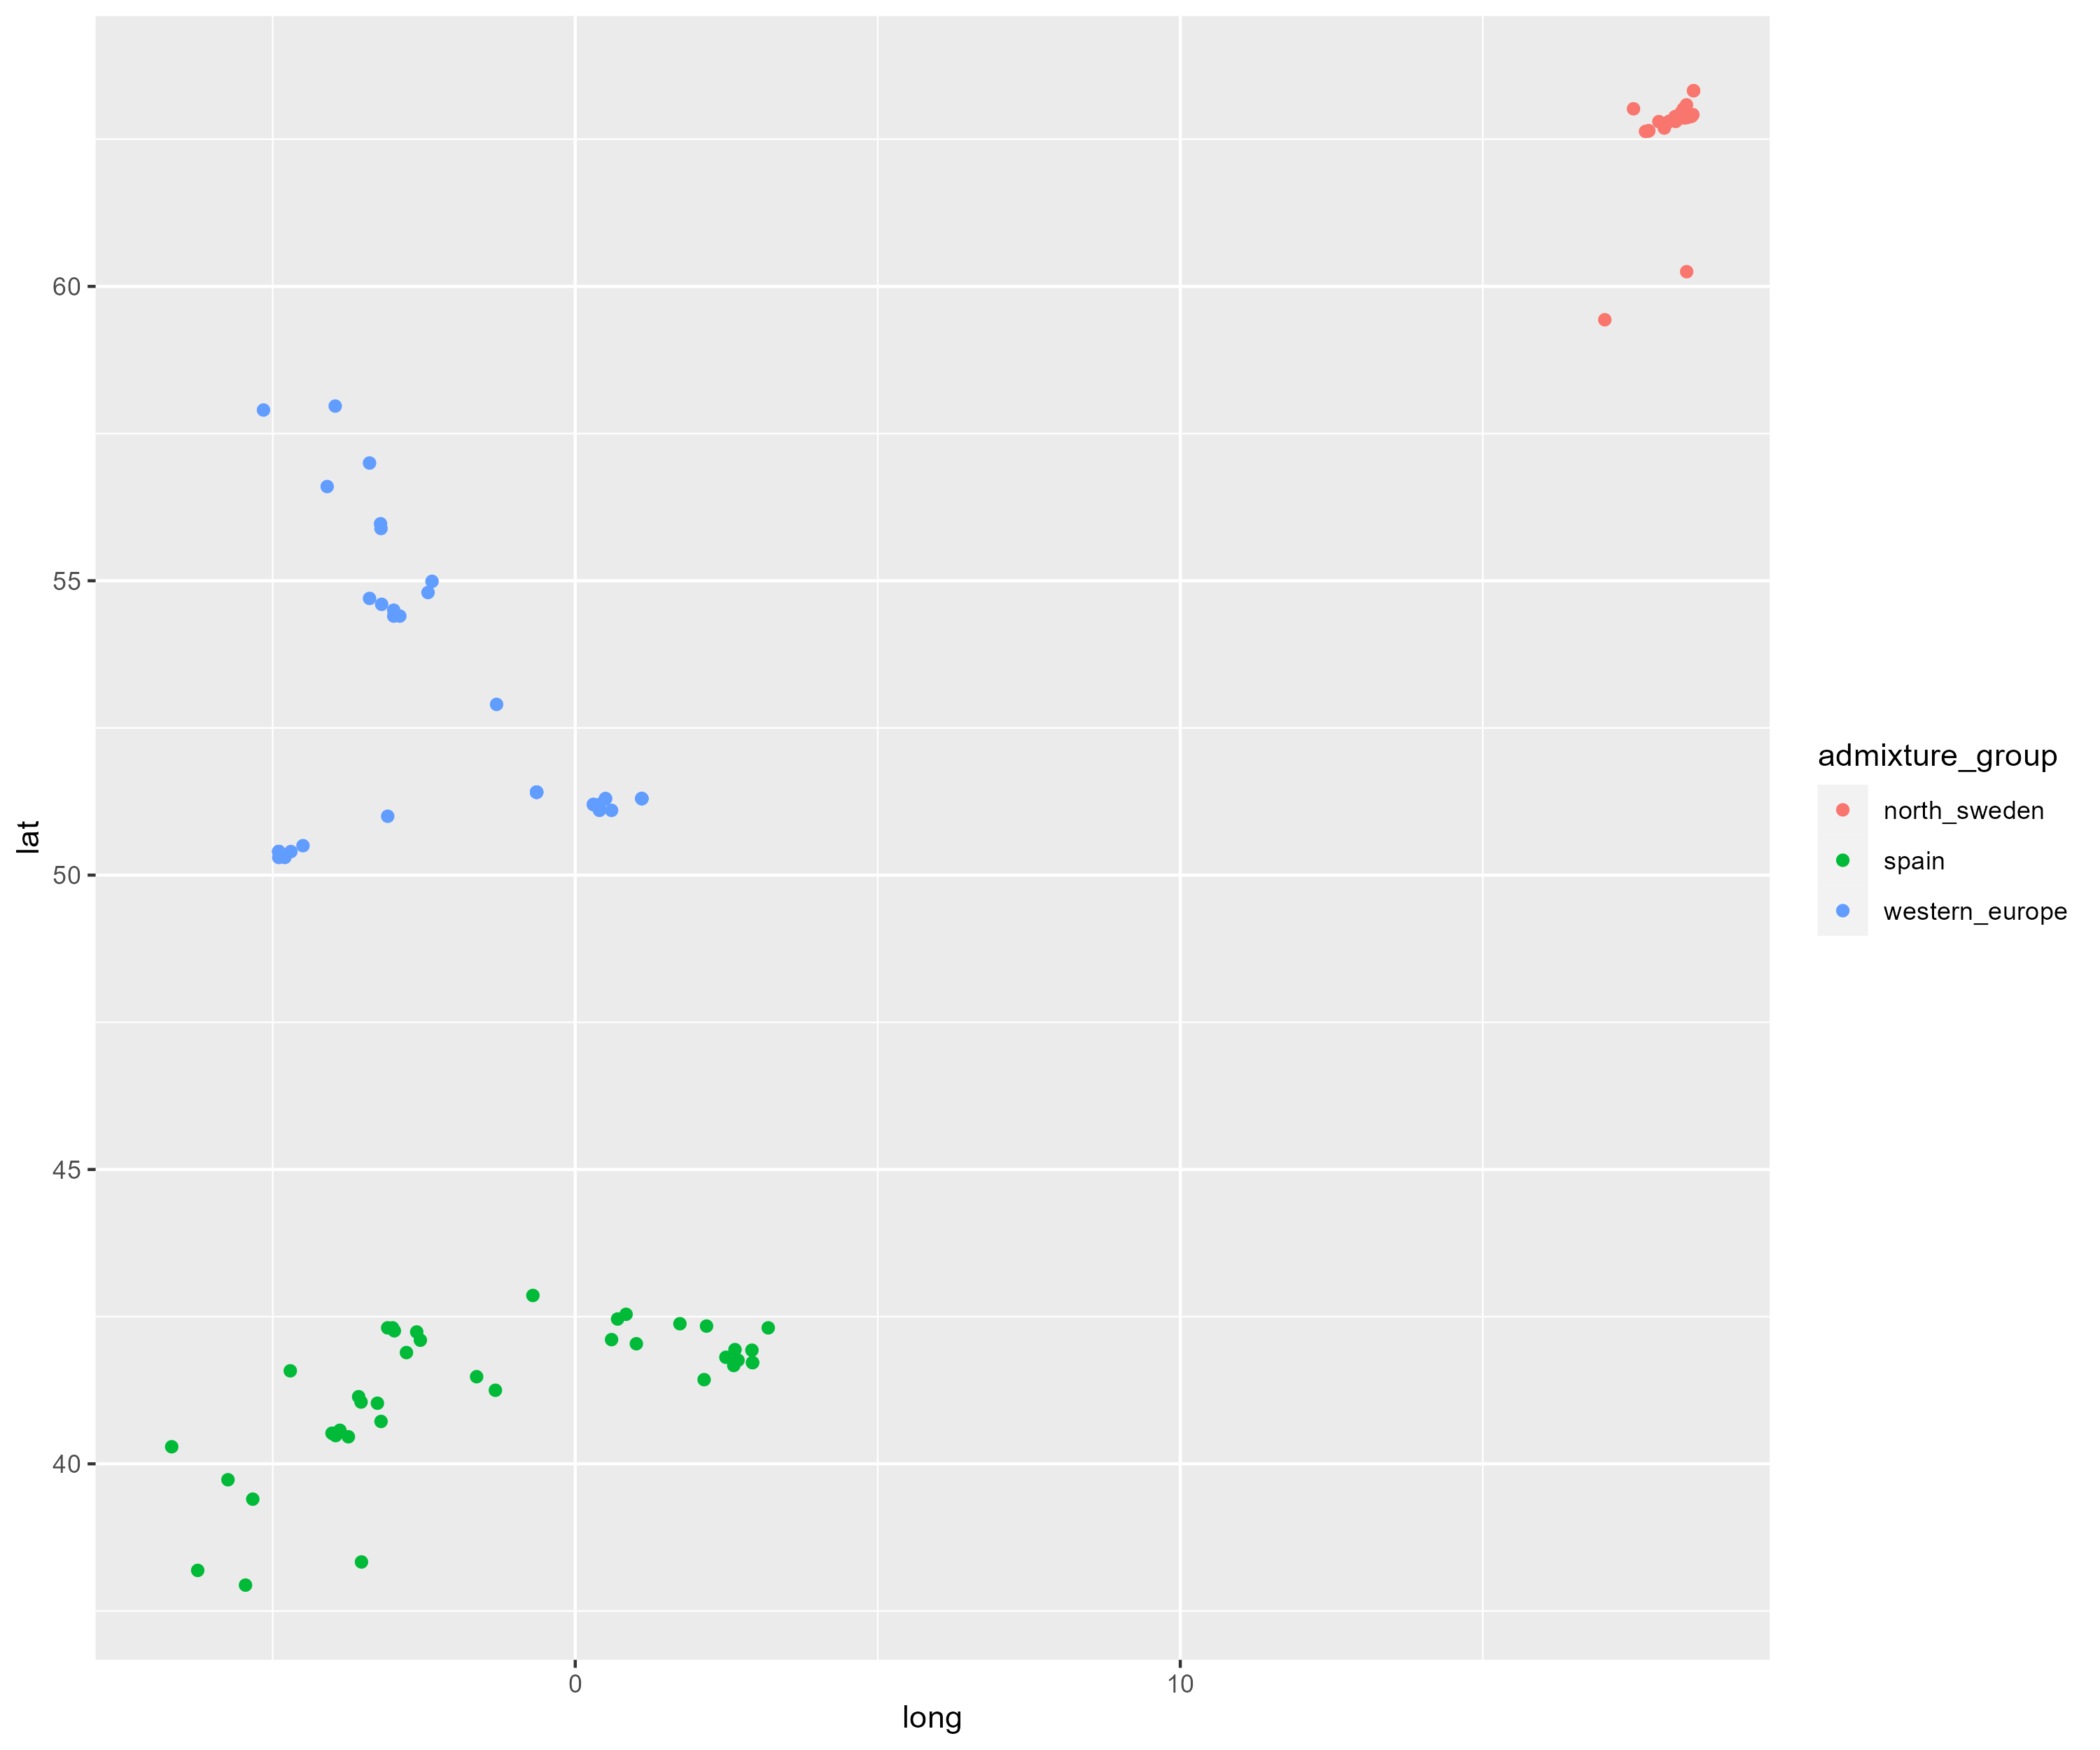 60
55
50
45
40
lat
0
10
long
admixture_group
north_sweden
spain
western_europe